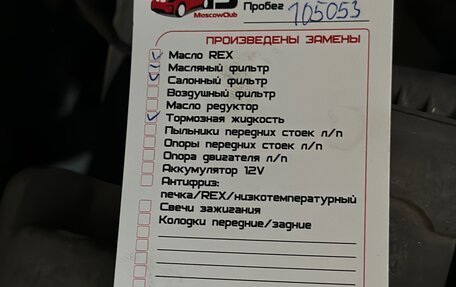 Пробег 105053
MoscowClub
ПРОИЗВЕДЕНЫ ЗАМЕНЫ
Масло REX
Масляный фильтр
Салонный фильтр
Воздушный фильтр
Масло редуктор
Тормозная жидкость
Пыльники передних стоек л/п
Опоры передних стоек л/п
Опора двигателя л/п
Аккумулятор 12V
Антифриз:
печка/REX/низкотемпературный
Свечи зажигания
Колодки передние/задние